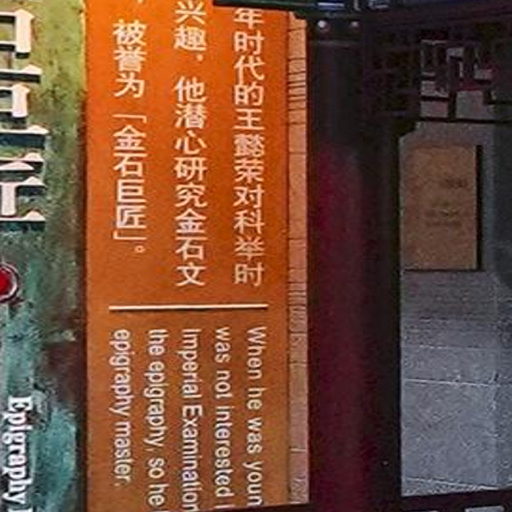 年时代的王懿荣对科举时
兴趣，他潜心研究金石文
，被誉为「金石巨匠」。
When he was youn
was not interested
Imperial Examination
the epigraphy, so he
epigraphy master.
巨匠
Epigraphy